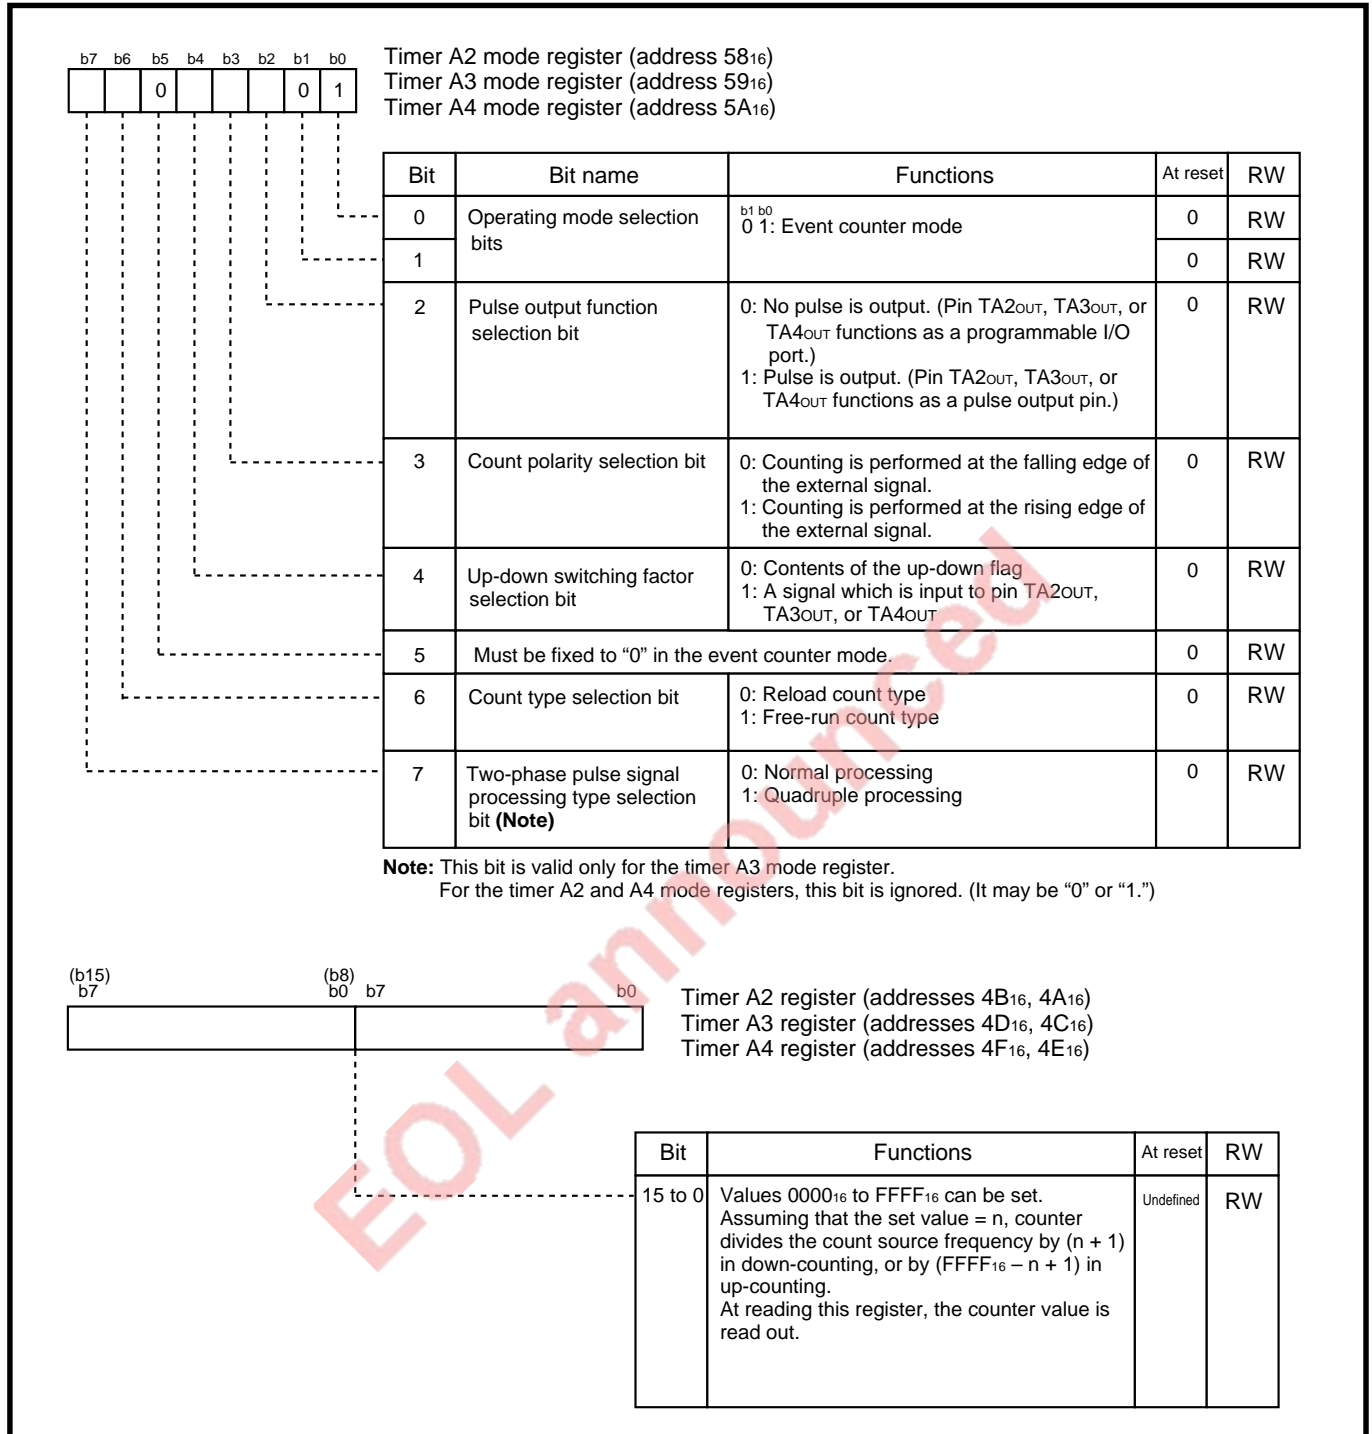 b7 b6 b5 b4 b3 b2 b1 b0
0 0 1
Timer A2 mode register (address 5816)
Timer A3 mode register (address 5916)
Timer A4 mode register (address 5A16)
Bit Bit name Functions At reset RW
0 Operating mode selection bits b1 b0 0 RW
0 1: Event counter mode
1 0 RW
2 Pulse output function 0: No pulse is output. (Pin TA2OUT, TA3OUT, or 0 RW
selection bit TA4OUT functions as a programmable I/O
port.)
1: Pulse is output. (Pin TA2OUT, TA3OUT, or
TA4OUT functions as a pulse output pin.)
3 Count polarity selection bit 0: Counting is performed at the falling edge of 0 RW
the external signal.
1: Counting is performed at the rising edge of
the external signal.
4 Up-down switching factor 0: Contents of the up-down flag 0 RW
selection bit 1: A signal which is input to pin TA2OUT,
TA3OUT, or TA4OUT
5 Must be fixed to “0” in the event counter mode. 0 RW
6 Count type selection bit 0: Reload count type 0 RW
1: Free-run count type
7 Two-phase pulse signal 0: Normal processing 0 RW
processing type selection 1: Quadruple processing
bit (Note)
Note: This bit is valid only for the timer A3 mode register.
For the timer A2 and A4 mode registers, this bit is ignored. (It may be “0” or “1.”)
(b15) (b8)
b7 b0 b7 b0
Timer A2 register (addresses 4B16, 4A16)
Timer A3 register (addresses 4D16, 4C16)
Timer A4 register (addresses 4F16, 4E16)
Bit Functions At reset RW
15 to 0 Values 000016 to FFFF16 can be set. Undefined RW
Assuming that the set value = n, counter
divides the count source frequency by (n + 1)
in down-counting, or by (FFFF16 – n + 1) in
up-counting.
At reading this register, the counter value is
read out.
EOL announced